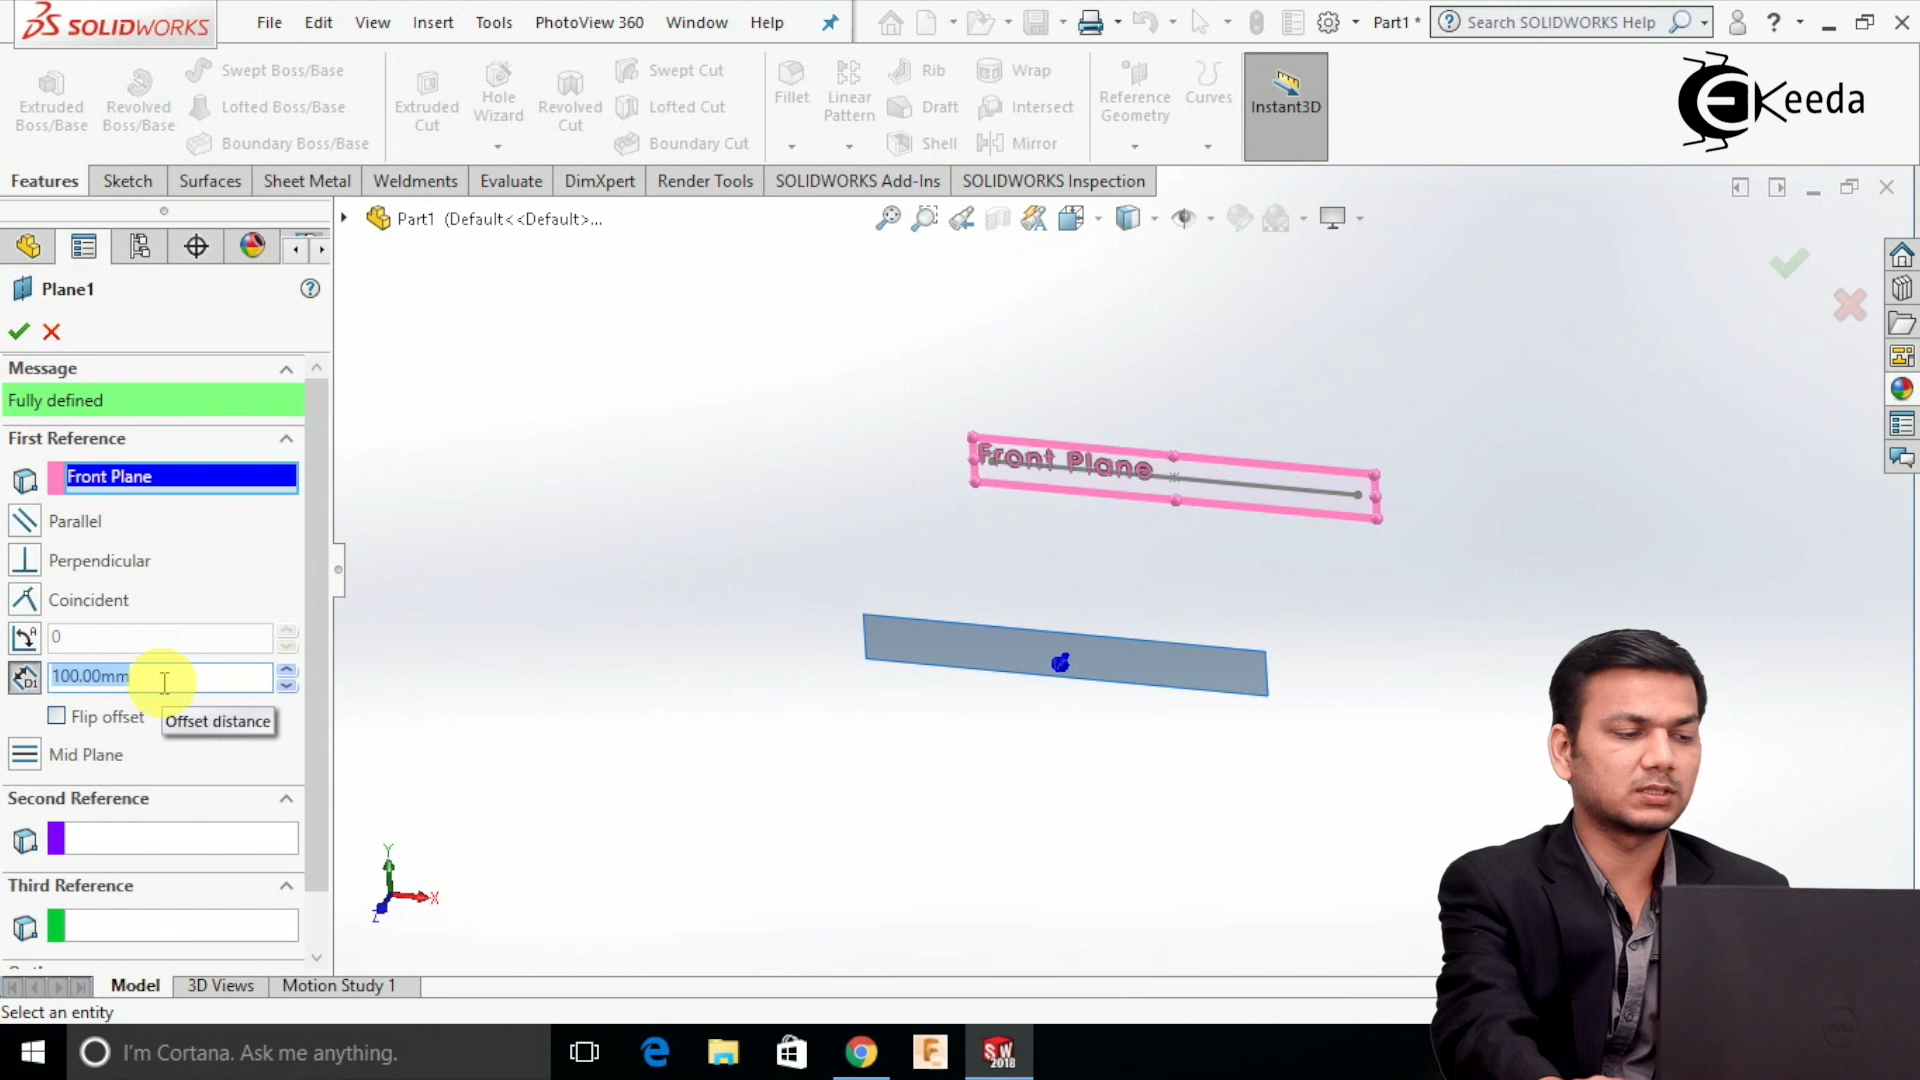 SOLIDWORKS File Edit View Insert Tools PhotoView 360 Window Help Part1 * Search SOLIDWORKS Help ?
Extruded Boss/Base
Revolved Boss/Base
Swept Boss/Base
Lofted Boss/Base
Boundary Boss/Base
Extruded Cut
Hole Wizard
Revolved Cut
Swept Cut
Lofted Cut
Boundary Cut
Fillet
Linear Pattern
Rib
Draft
Shell
Wrap
Intersect
Mirror
Reference Geometry
Curves
Instant3D
EKeeda
Features Sketch Surfaces Sheet Metal Weldments Evaluate DimXpert Render Tools SOLIDWORKS Add-Ins SOLIDWORKS Inspection
Part1 (Default<<Default>...
Plane1
Message
Fully defined
First Reference
Front Plane
Parallel
Perpendicular
Coincident
0
100.00mm
Flip offset
Offset distance
Mid Plane
Second Reference
Third Reference
Front Plane
Y
X
Z
Model 3D Views Motion Study 1
Select an entity
I'm Cortana. Ask me anything.
SW
2018